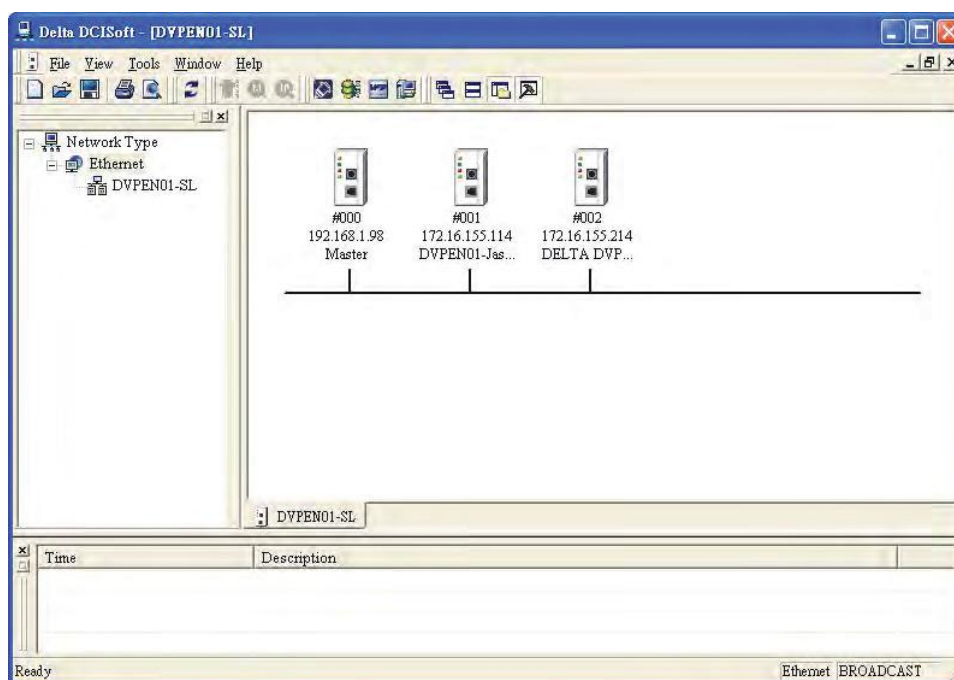 Delta DCISoft - [DVPEN01-SL]
File View Tools Window Help
Network Type
Ethernet
DVPEN01-SL
#000
192.168.1.98
Master
#001
172.16.155.114
DVPEN01-Jas...
#002
172.16.155.214
DELTA DVP...
DVPEN01-SL
Time Description
Ready Ethernet BROADCAST